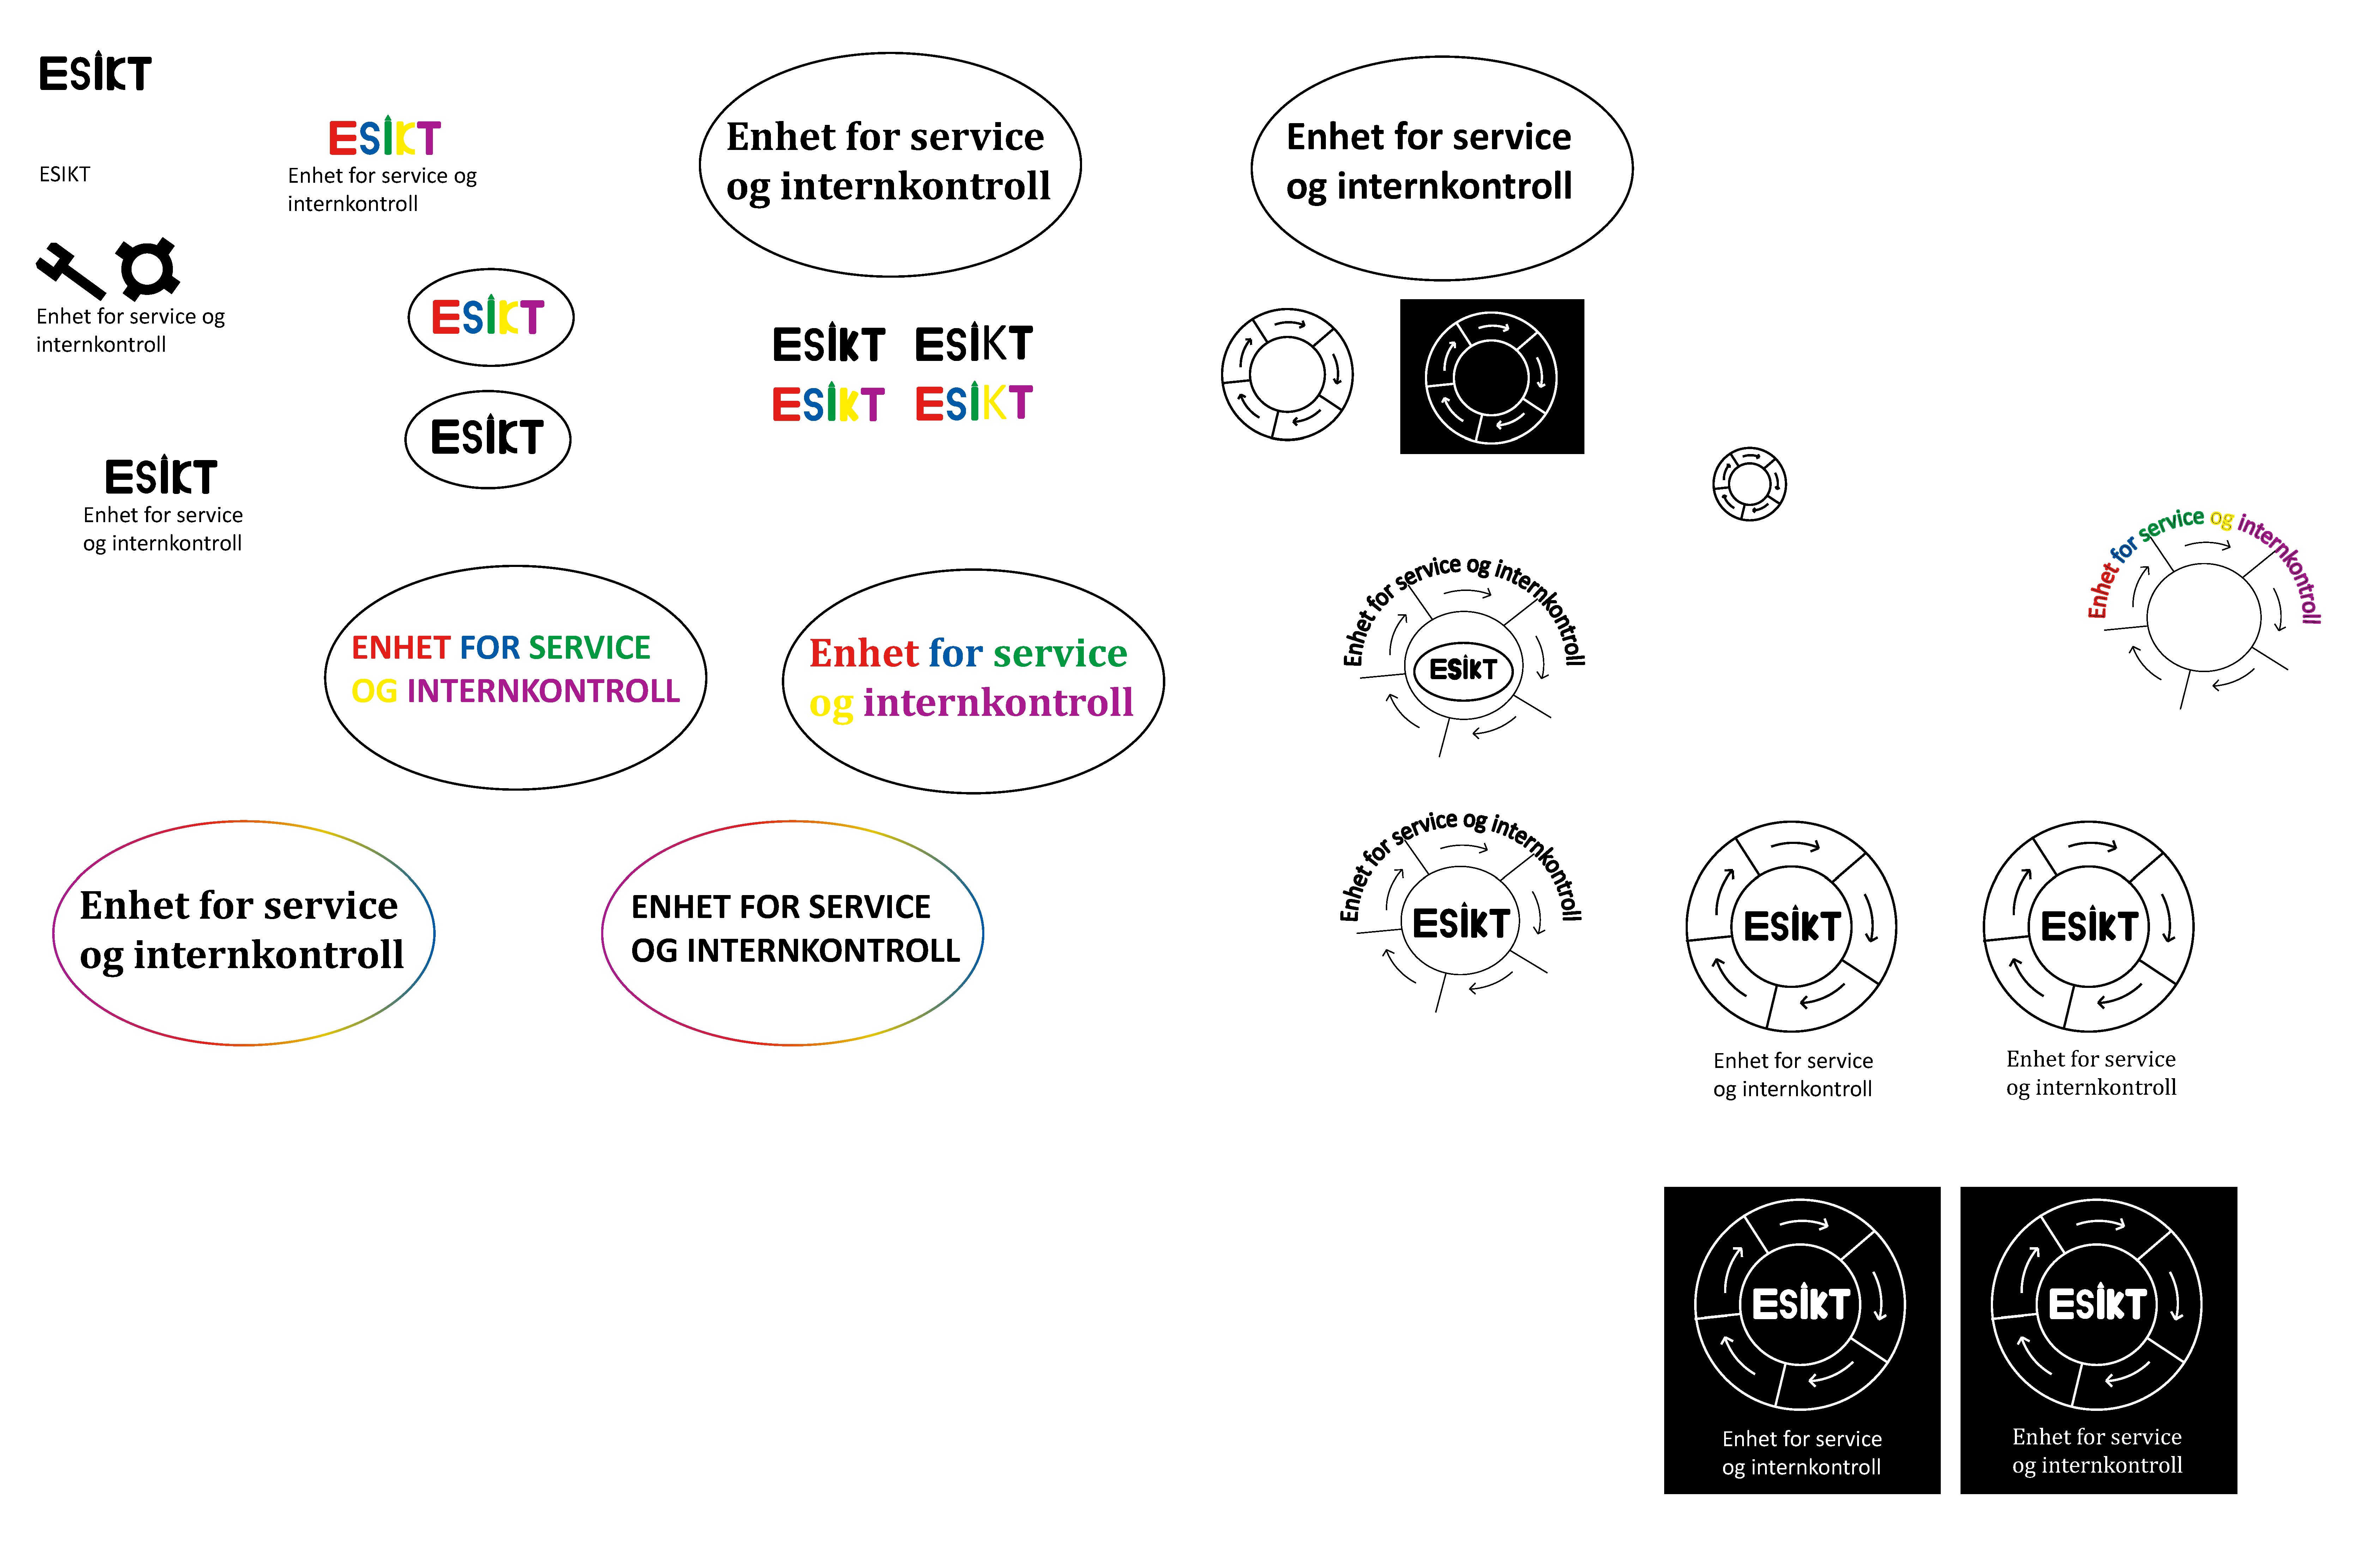 ESIKT
ESIKT
Enhet for service og
internkontroll
Enhet for service
og internkontroll
Enhet for service
og internkontroll
ESIKT
Enhet for service og
internkontroll
ESIKT
ESIKT
ESIKT ESIKT
ESIKT ESIKT
ESIKT
Enhet for service
og internkontroll
Enhet for service og internkontroll
Enhet for service og internkontroll
ESIKT
ENHET FOR SERVICE
OG INTERNKONTROLL
Enhet for service
og internkontroll
Enhet for service
og internkontroll
ENHET FOR SERVICE
OG INTERNKONTROLL
Enhet for service og internkontroll
ESIKT
ESIKT
Enhet for service
og internkontroll
ESIKT
Enhet for service
og internkontroll
ESIKT
Enhet for service
og internkontroll
ESIKT
Enhet for service
og internkontroll